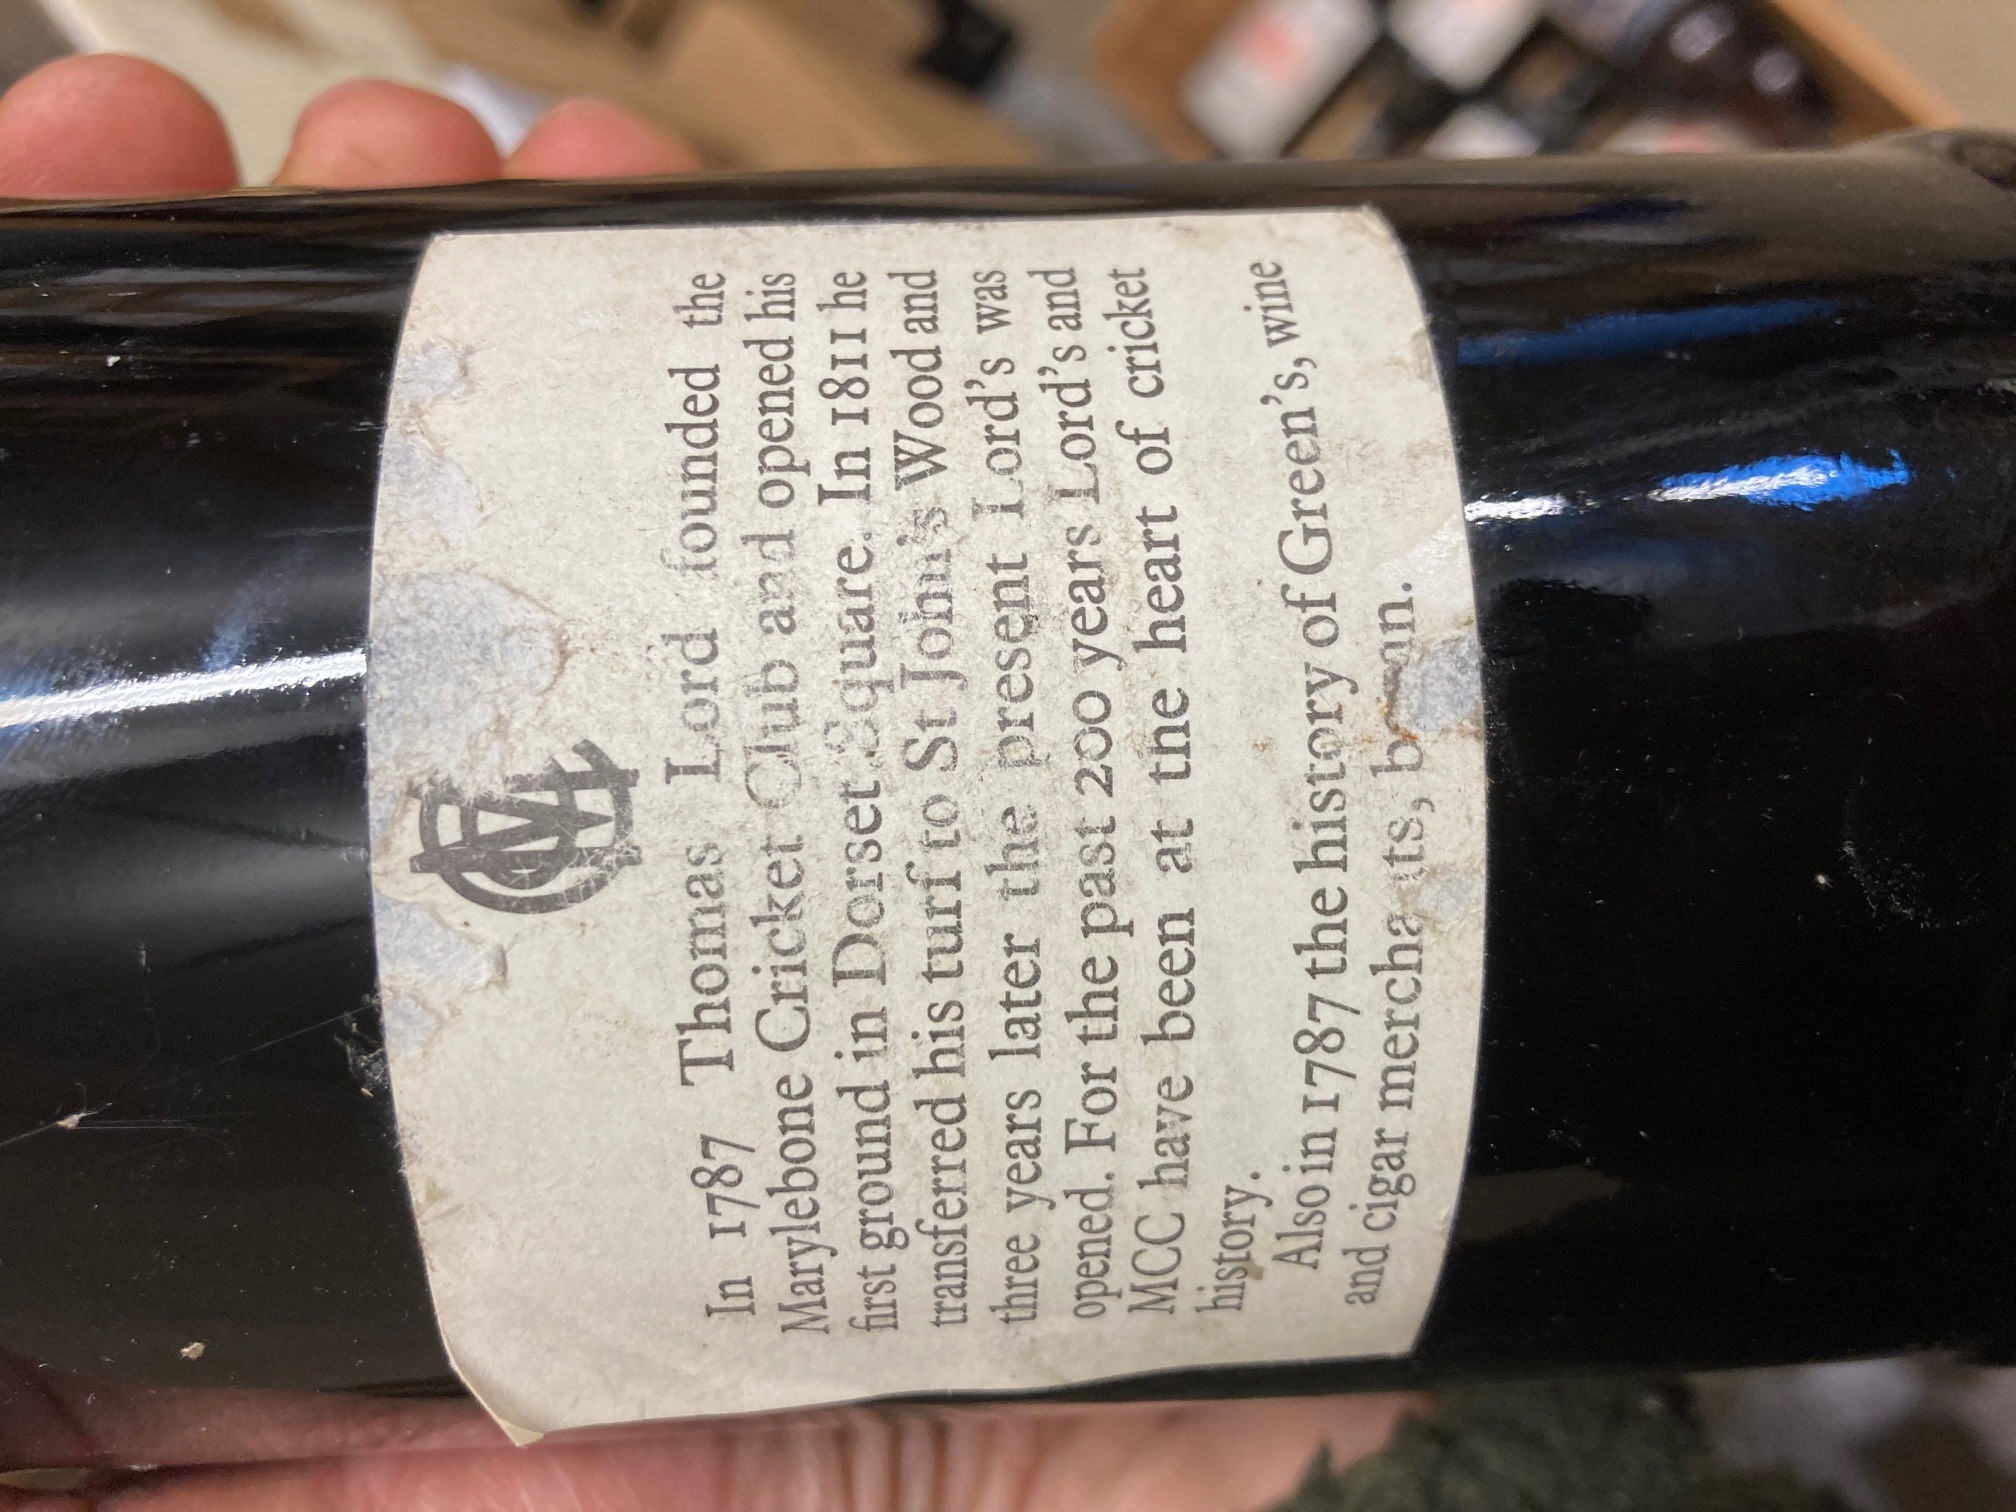 MCC
In 1787 Thomas Lord founded the
Marylebone Cricket Club and opened his
first ground in Dorset Square. In 1811 he
transferred his turf to St John's Wood and
three years later the present Lord's was
opened. For the past 200 years Lord's and
MCC have been at the heart of cricket
history.
Also in 1787 the history of Green's, wine
and cigar merchants, began.